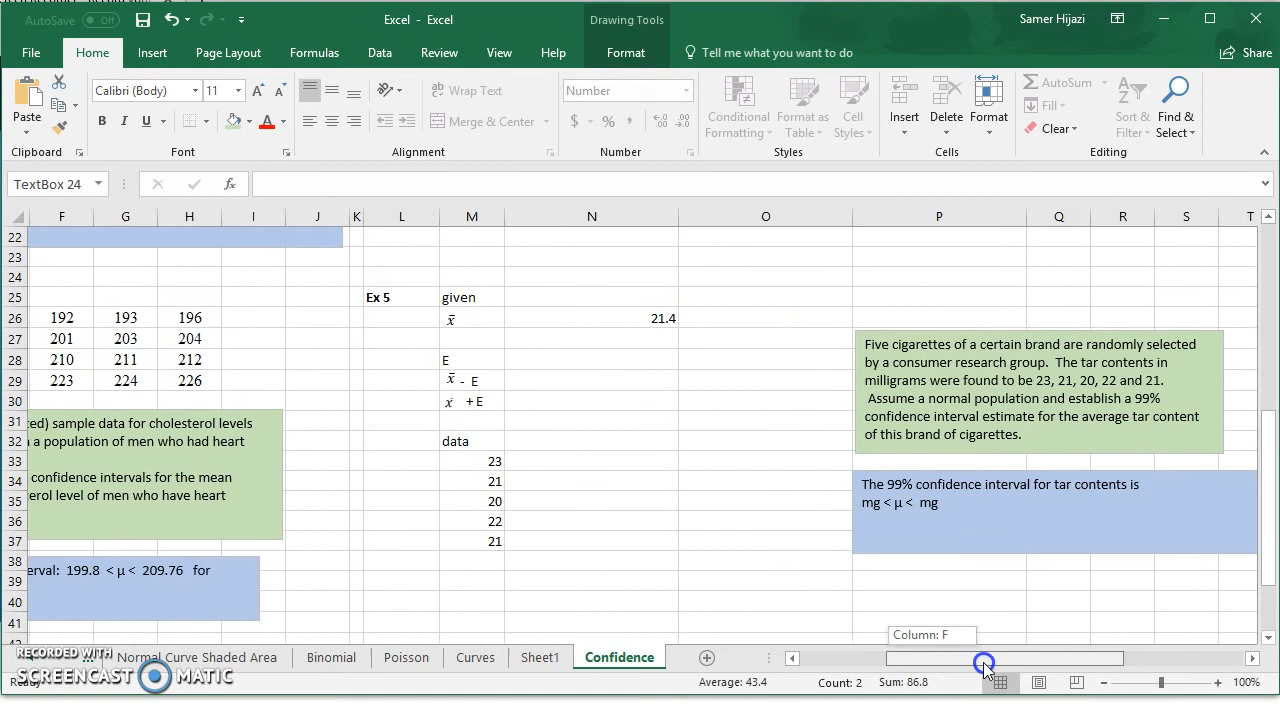 AutoSave Off
Excel - Excel
Drawing Tools
Samer Hijazi
File Home Insert Page Layout Formulas Data Review View Help Format Tell me what you want to do Share
Paste
Calibri (Body) 11
B I U
Wrap Text
Merge & Center
Number
$ % ,
Conditional Formatting
Format as Table
Cell Styles
Insert
Delete
Format
AutoSum
Fill
Clear
Sort & Filter
Find & Select
Clipboard Font Alignment Number Styles Cells Editing
TextBox 24 fx
F G H I J K L M N O P Q R S T
22
23
24
25 Ex 5 given
26 192 193 196 x̄ 21.4
27 201 203 204
28 210 211 212 E
29 223 224 226 x̄ - E
30 x̄ + E
31
32 data
33 23
34 21
35 20
36 22
37 21
38
39
40
41
ed) sample data for cholesterol levels
a population of men who had heart
confidence intervals for the mean
erol level of men who have heart
erval: 199.8 < μ < 209.76 for
Five cigarettes of a certain brand are randomly selected
by a consumer research group. The tar contents in
milligrams were found to be 23, 21, 20, 22 and 21.
Assume a normal population and establish a 99%
confidence interval estimate for the average tar content
of this brand of cigarettes.
The 99% confidence interval for tar contents is
mg < μ < mg
Column: F
... Normal Curve Shaded Area Binomial Poisson Curves Sheet1 Confidence
RECORDED WITH
SCREENCAST MATIC
Average: 43.4 Count: 2 Sum: 86.8 100%